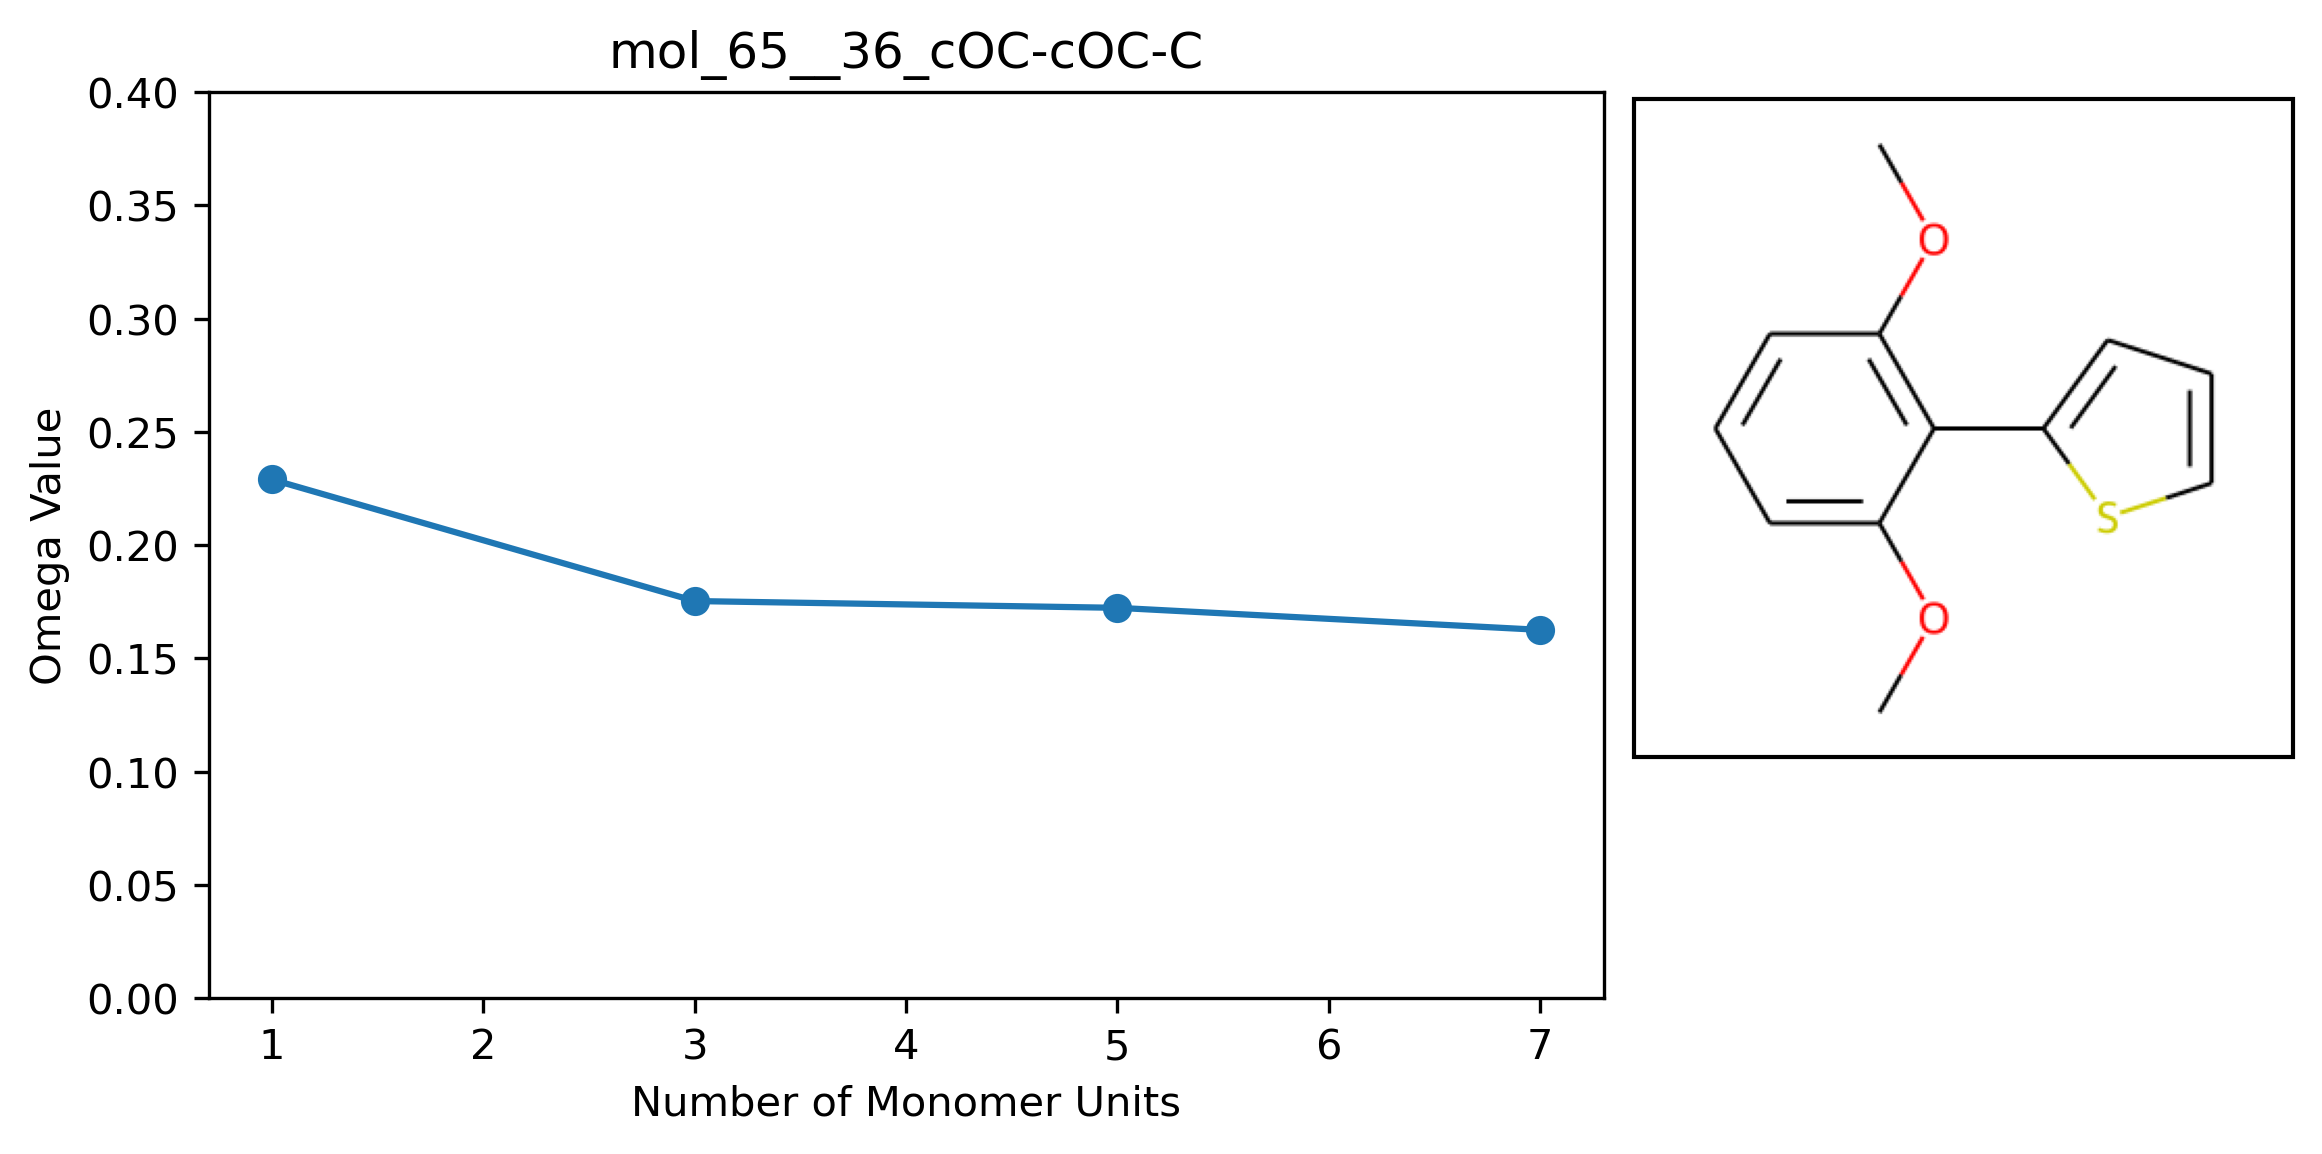 mol_65__36_cOC-cOC-C
0.40
0.35
0.30
0.25
0.20
0.15
0.10
0.05
0.00
Omega Value
1 2 3 4 5 6 7
Number of Monomer Units
O
S
O